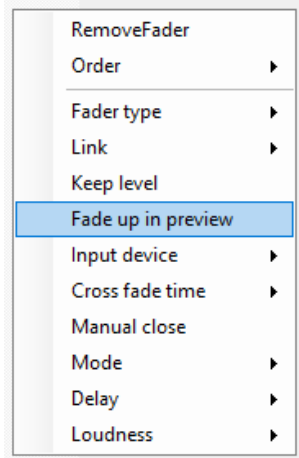 RemoveFader
Order
Fader type
Link
Keep level
Fade up in preview
Input device
Cross fade time
Manual close
Mode
Delay
Loudness